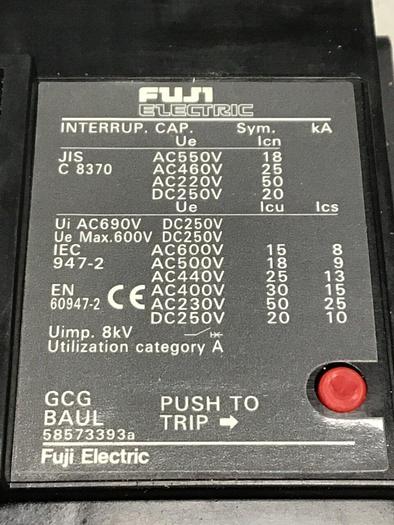 FUJI
ELECTRIC
INTERRUP. CAP. Sym. kA
Ue Icn
JIS AC550V 18
C 8370 AC460V 25
AC220V 50
DC250V 20
Ue Icu Ics
Ui AC690V DC250V
Ue Max.600V DC250V
IEC AC600V 15 8
947-2 AC500V 18 9
AC440V 25 13
EN AC400V 30 15
60947-2 CE AC230V 50 25
DC250V 20 10
Uimp. 8kV
Utilization category A
GCG PUSH TO
BAUL TRIP →
58573393a
Fuji Electric